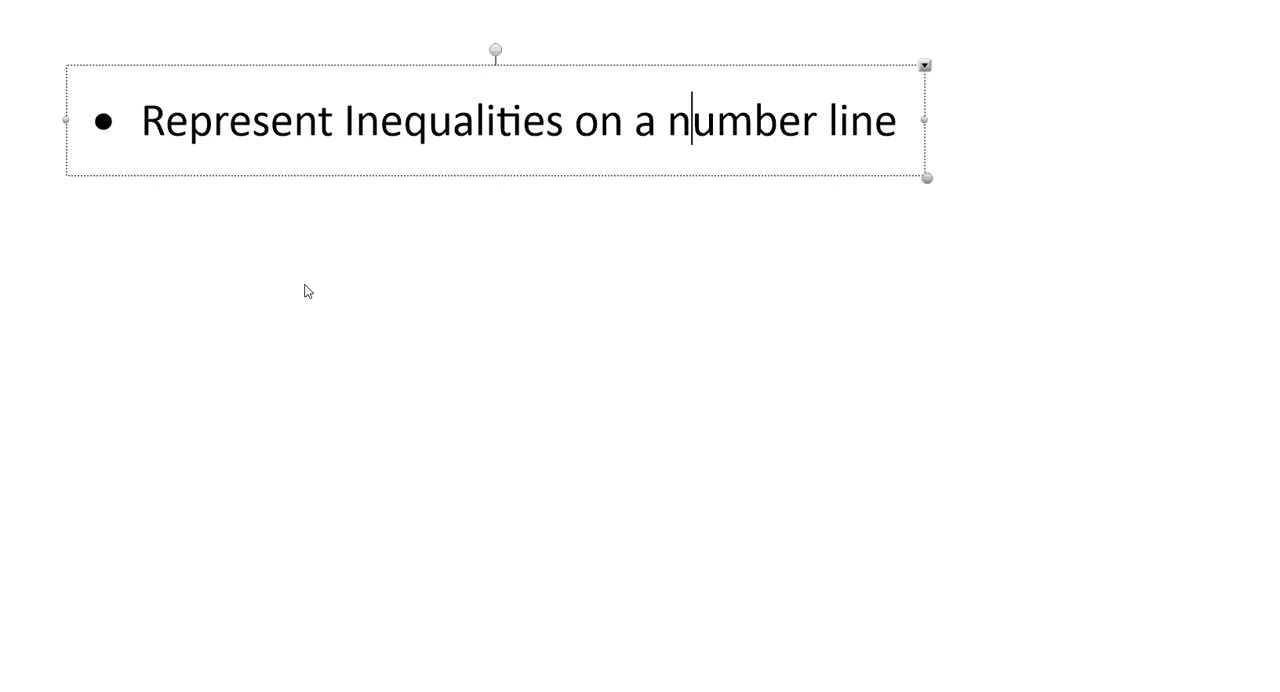 • Represent Inequalities on a number line